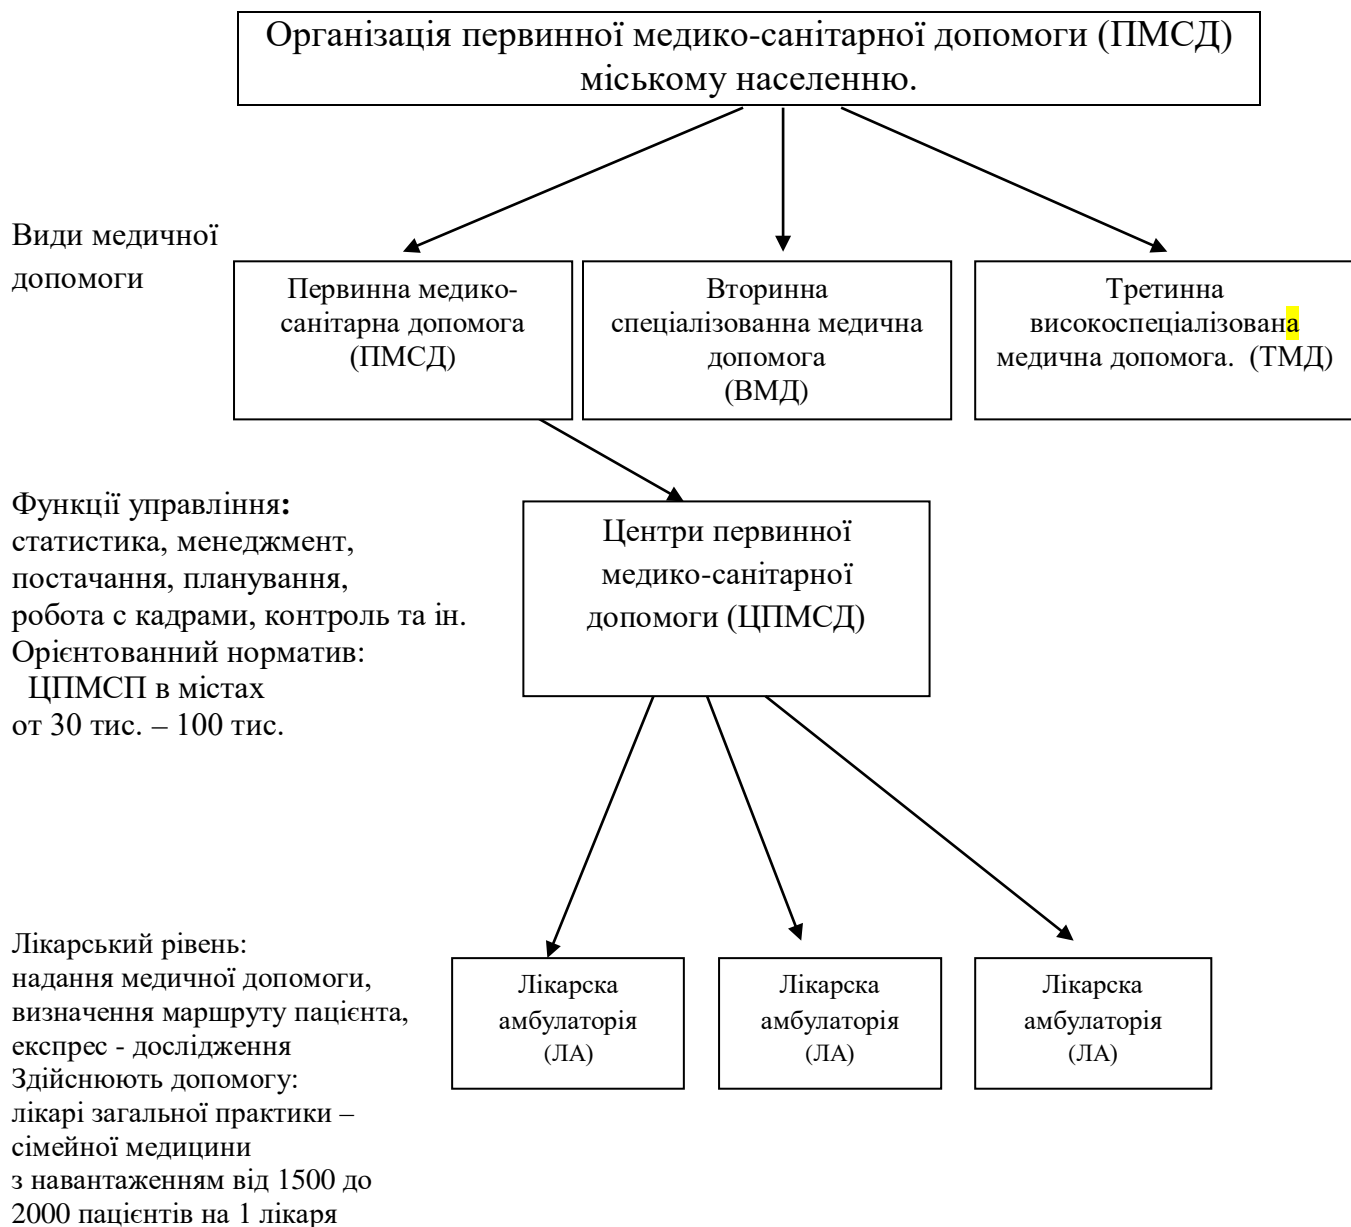 Організація первинної медико-санітарної допомоги (ПМСД)
міському населенню.
Види медичної
допомоги
Первинна медико-
санітарна допомога
(ПМСД)
Вторинна
спеціалізованна медична
допомога
(ВМД)
Третинна
високоспеціалізована
медична допомога. (ТМД)
Функції управління:
статистика, менеджмент,
постачання, планування,
робота с кадрами, контроль та ін.
Орієнтованний норматив:
ЦПМСП в містах
от 30 тис. – 100 тис.
Центри первинної
медико-санітарної
допомоги (ЦПМСД)
Лікарський рівень:
надання медичної допомоги,
визначення маршруту пацієнта,
експрес - дослідження
Здійснюють допомогу:
лікарі загальної практики –
сімейної медицини
з навантаженням від 1500 до
2000 пацієнтів на 1 лікаря
Лікарска
амбулаторія
(ЛА)
Лікарска
амбулаторія
(ЛА)
Лікарска
амбулаторія
(ЛА)